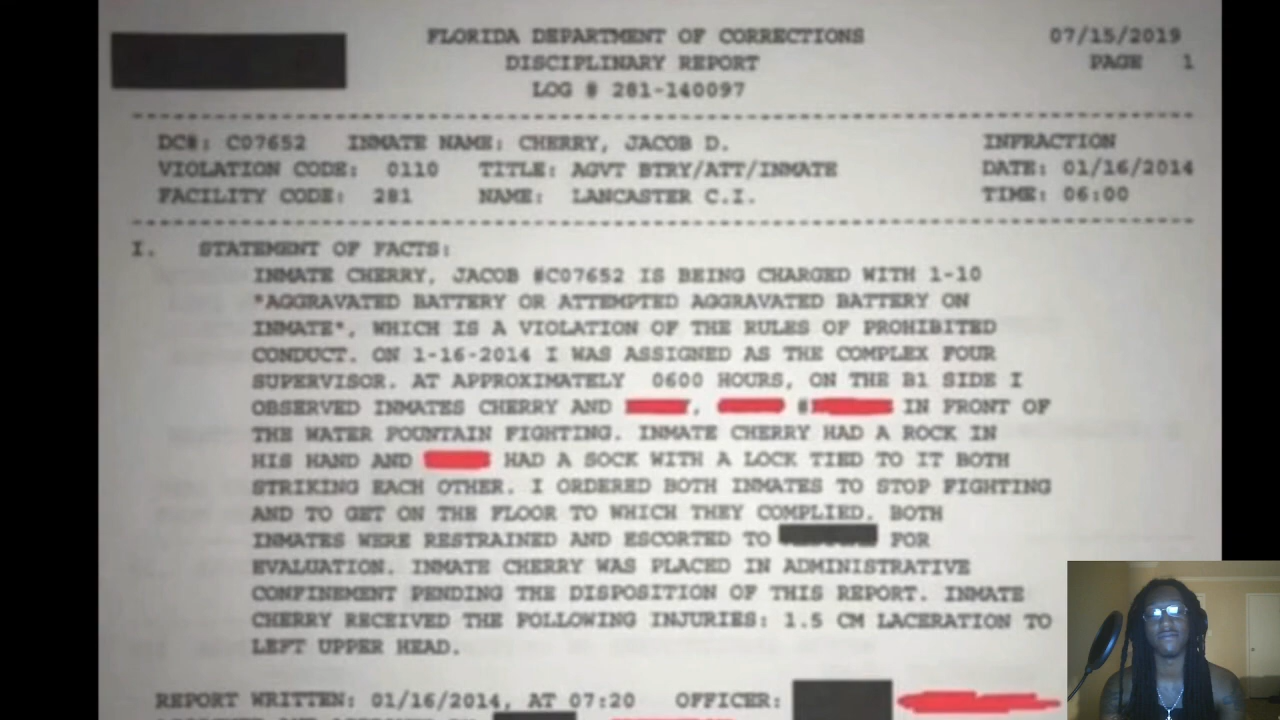 FLORIDA DEPARTMENT OF CORRECTIONS 07/15/2019
DISCIPLINARY REPORT PAGE 1
LOG # 281-140097
DC#: C07652 INMATE NAME: CHERRY, JACOB D. INFRACTION
VIOLATION CODE: 0110 TITLE: AGVT BTRY/ATT/INMATE DATE: 01/16/2014
FACILITY CODE: 281 NAME: LANCASTER C.I. TIME: 06:00
I. STATEMENT OF FACTS:
INMATE CHERRY, JACOB #C07652 IS BEING CHARGED WITH 1-10
"AGGRAVATED BATTERY OR ATTEMPTED AGGRAVATED BATTERY ON
INMATE", WHICH IS A VIOLATION OF THE RULES OF PROHIBITED
CONDUCT. ON 1-16-2014 I WAS ASSIGNED AS THE COMPLEX FOUR
SUPERVISOR. AT APPROXIMATELY 0600 HOURS, ON THE B1 SIDE I
OBSERVED INMATES CHERRY AND , # IN FRONT OF
THE WATER FOUNTAIN FIGHTING. INMATE CHERRY HAD A ROCK IN
HIS HAND AND HAD A SOCK WITH A LOCK TIED TO IT BOTH
STRIKING EACH OTHER. I ORDERED BOTH INMATES TO STOP FIGHTING
AND TO GET ON THE FLOOR TO WHICH THEY COMPLIED. BOTH
INMATES WERE RESTRAINED AND ESCORTED TO FOR
EVALUATION. INMATE CHERRY WAS PLACED IN ADMINISTRATIVE
CONFINEMENT PENDING THE DISPOSITION OF THIS REPORT. INMATE
CHERRY RECEIVED THE FOLLOWING INJURIES: 1.5 CM LACERATION TO
LEFT UPPER HEAD.
REPORT WRITTEN: 01/16/2014, AT 07:20 OFFICER: